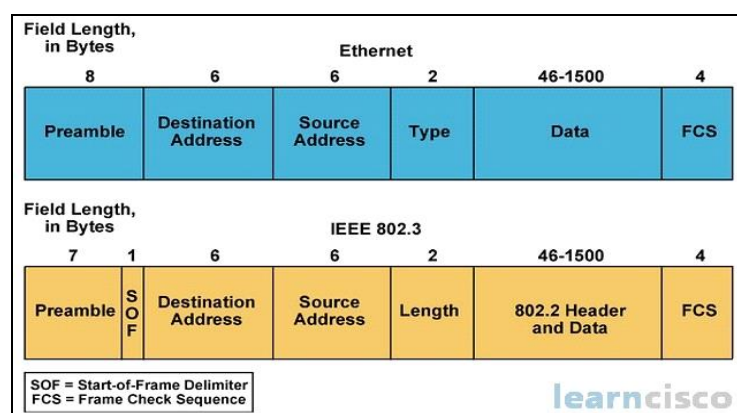 Field Length,
in Bytes
Ethernet
8 6 6 2 46-1500 4
Preamble
Destination
Address
Source
Address
Type
Data
FCS
Field Length,
in Bytes
IEEE 802.3
7 1 6 6 2 46-1500 4
Preamble
S
O
F
Destination
Address
Source
Address
Length
802.2 Header
and Data
FCS
SOF = Start-of-Frame Delimiter
FCS = Frame Check Sequence
learncisco